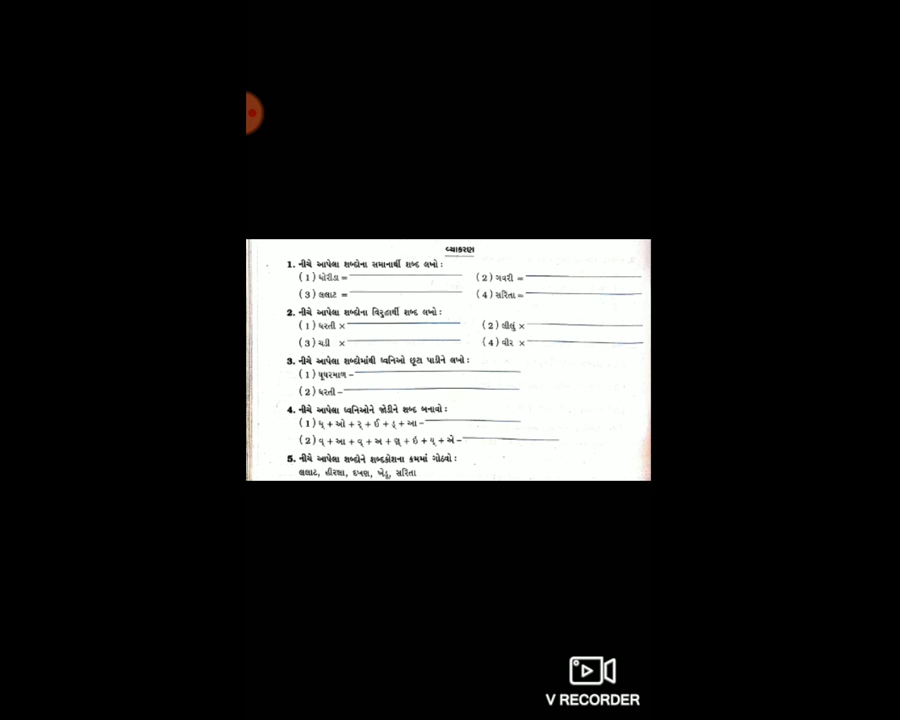 વ્યાકરણ
1. નીચે આપેલા શબ્દોના સમાનાર્થી શબ્દ લખો :
(1) ધોરીડા = (2) ગવરી =
(3) લલાટ = (4) સરિતા =
2. નીચે આપેલા શબ્દોના વિરુદ્ધાર્થી શબ્દ લખો :
(1) ધરતી × (2) લીલું ×
(3) ચડી × (4) વીર ×
3. નીચે આપેલા શબ્દોમાંથી ધ્વનિઓ છૂટા પાડીને લખો :
(1) ઘૂઘરમાળ –
(2) ધરતી –
4. નીચે આપેલા ધ્વનિઓને જોડીને શબ્દ બનાવો :
(1) ધ્ + ઓ + ર્ + ઈ + ડ્ + આ –
(2) વ્ + આ + વ્ + અ + ણ્ + ઇ + ય્ + એ –
5. નીચે આપેલા શબ્દોને શબ્દકોશના ક્રમમાં ગોઠવો :
લલાટ, હીરલા, દખણ, ખેડૂ, સરિતા
V RECORDER